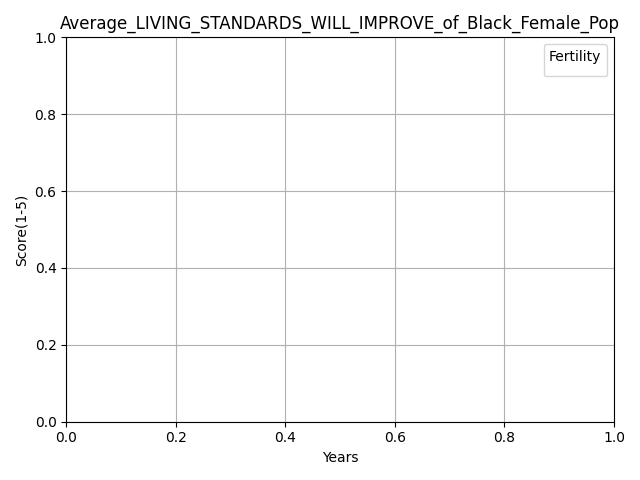 Average_LIVING_STANDARDS_WILL_IMPROVE_of_Black_Female_Pop
Fertility
1.0
0.8
0.6
0.4
0.2
0.0
Score(1-5)
0.0 0.2 0.4 0.6 0.8 1.0
Years